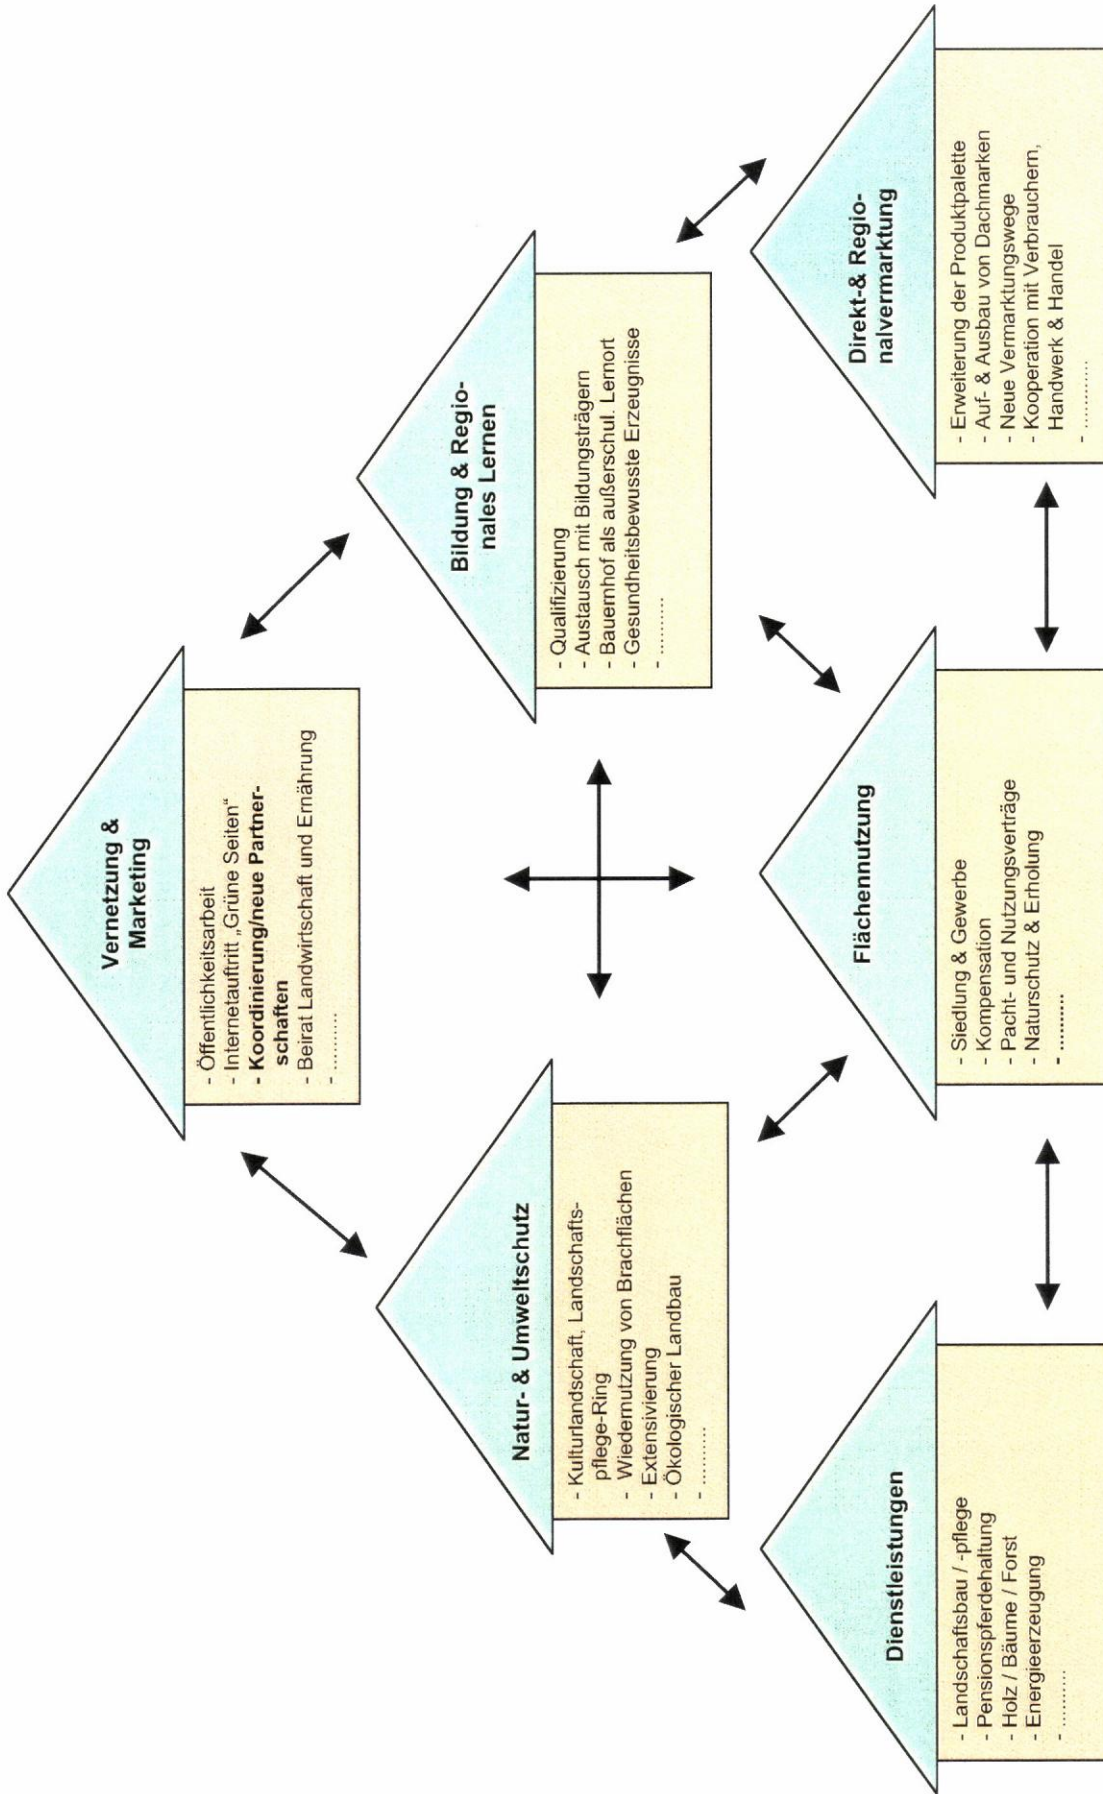 Vernetzung &
Marketing
- Öffentlichkeitsarbeit
- Internetauftritt „Grüne Seiten“
- Koordinierung/neue Partner-
schaften
- Beirat Landwirtschaft und Ernährung
- ..........
Natur- & Umweltschutz
- Kulturlandschaft, Landschafts-
pflege-Ring
- Wiedernutzung von Brachflächen
- Extensivierung
- Ökologischer Landbau
- ..........
Bildung & Regio-
nales Lernen
- Qualifizierung
- Austausch mit Bildungsträgern
- Bauernhof als außerschul. Lernort
- Gesundheitsbewusste Erzeugnisse
- ..........
Dienstleistungen
- Landschaftsbau / -pflege
- Pensionspferdehaltung
- Holz / Bäume / Forst
- Energieerzeugung
- ..........
Flächennutzung
- Siedlung & Gewerbe
- Kompensation
- Pacht- und Nutzungsverträge
- Naturschutz & Erholung
- ..........
Direkt-& Regio-
nalvermarktung
- Erweiterung der Produktpalette
- Auf- & Ausbau von Dachmarken
- Neue Vermarktungswege
- Kooperation mit Verbrauchern,
Handwerk & Handel
- ..........